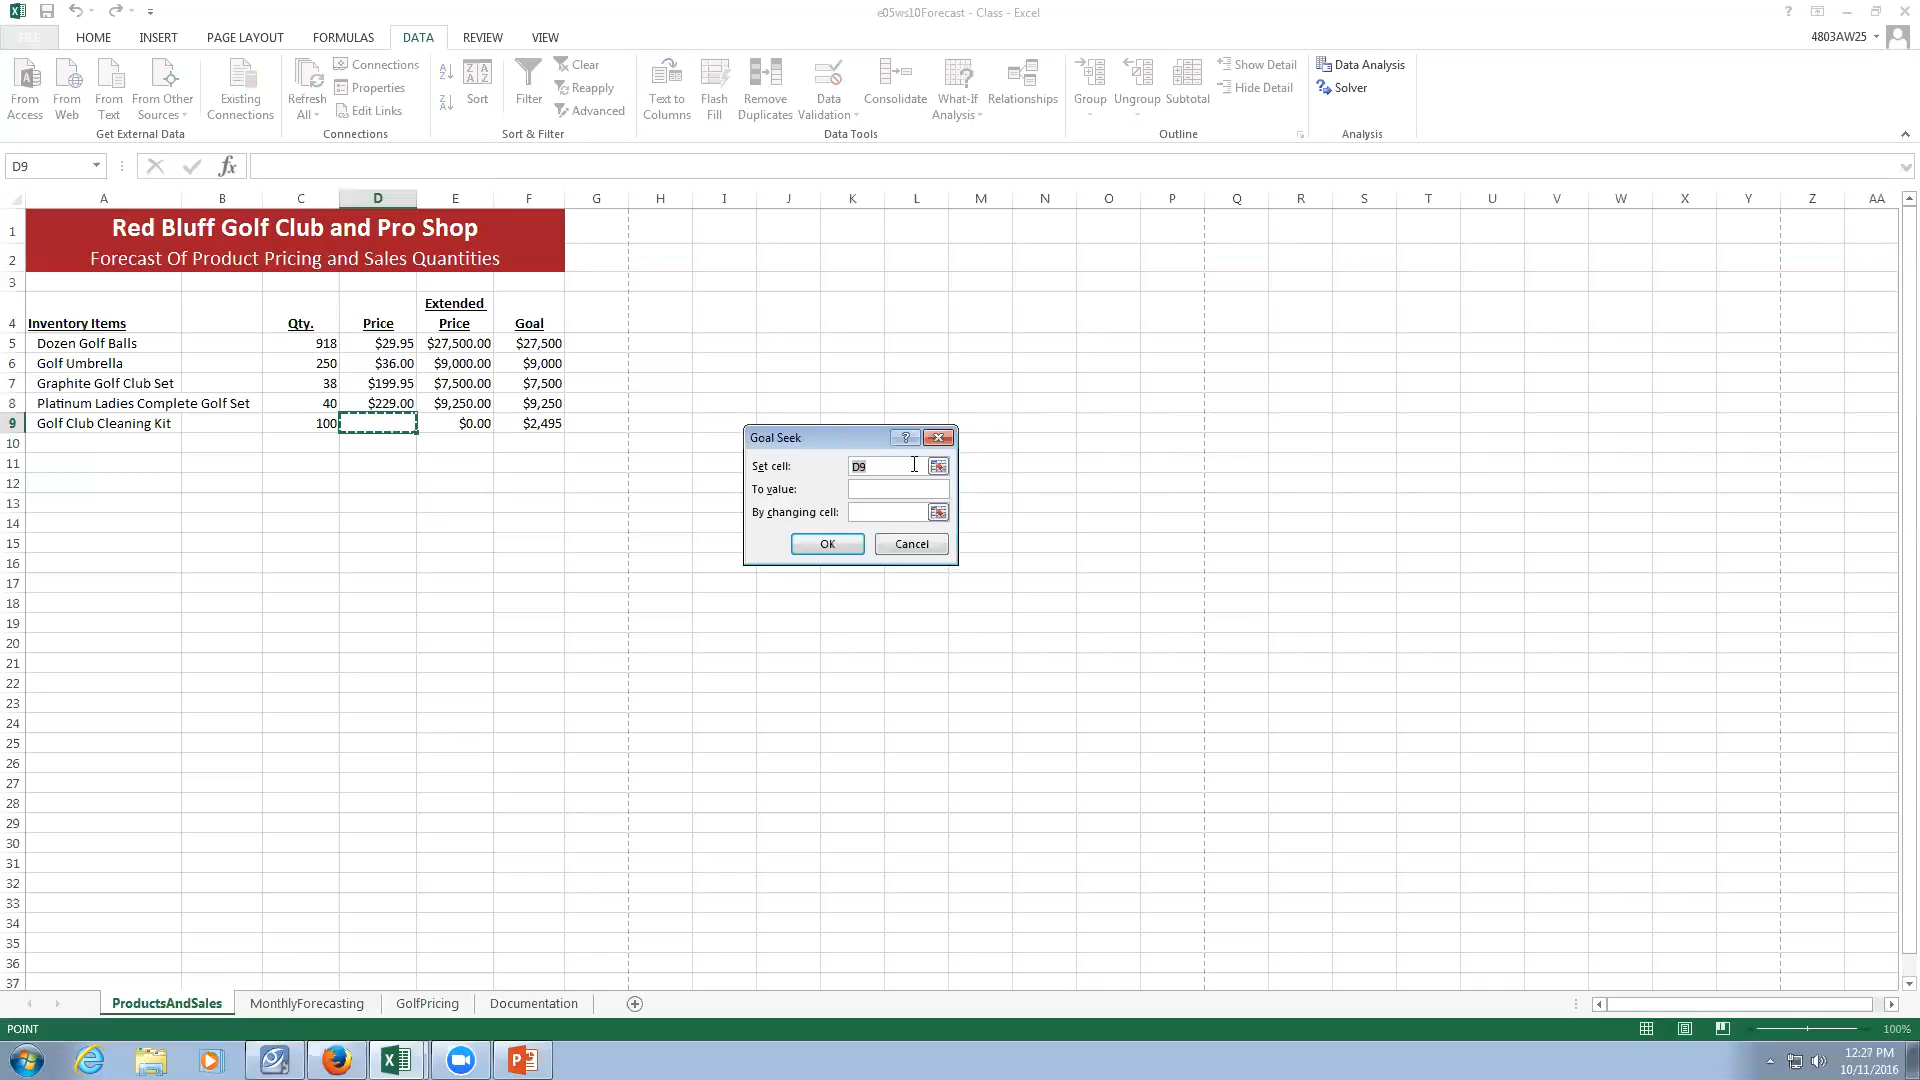 e05ws10Forecast - Class - Excel
FILE HOME INSERT PAGE LAYOUT FORMULAS DATA REVIEW VIEW 4803AW25
From Access
From Web
From Text
From Other Sources
Existing Connections
Get External Data
Refresh All
Connections
Properties
Edit Links
Connections
Sort
Filter
Clear
Reapply
Advanced
Sort & Filter
Text to Columns
Flash Fill
Remove Duplicates
Data Validation
Consolidate
What-If Analysis
Relationships
Data Tools
Group
Ungroup
Subtotal
Show Detail
Hide Detail
Outline
Data Analysis
Solver
Analysis
D9 fx
A B C D E F G H I J K L M N O P Q R S T U V W X Y Z AA
1 Red Bluff Golf Club and Pro Shop
2 Forecast Of Product Pricing and Sales Quantities
3
Extended
4 Inventory Items Qty. Price Price Goal
5 Dozen Golf Balls 918 $29.95 $27,500.00 $27,500
6 Golf Umbrella 250 $36.00 $9,000.00 $9,000
7 Graphite Golf Club Set 38 $199.95 $7,500.00 $7,500
8 Platinum Ladies Complete Golf Set 40 $229.00 $9,250.00 $9,250
9 Golf Club Cleaning Kit 100 $0.00 $2,495
10
11
12
13
14
15
16
17
18
19
20
21
22
23
24
25
26
27
28
29
30
31
32
33
34
35
36
37
Goal Seek
Set cell: D9
To value:
By changing cell:
OK Cancel
ProductsAndSales MonthlyForecasting GolfPricing Documentation
POINT 100%
12:27 PM
10/11/2016